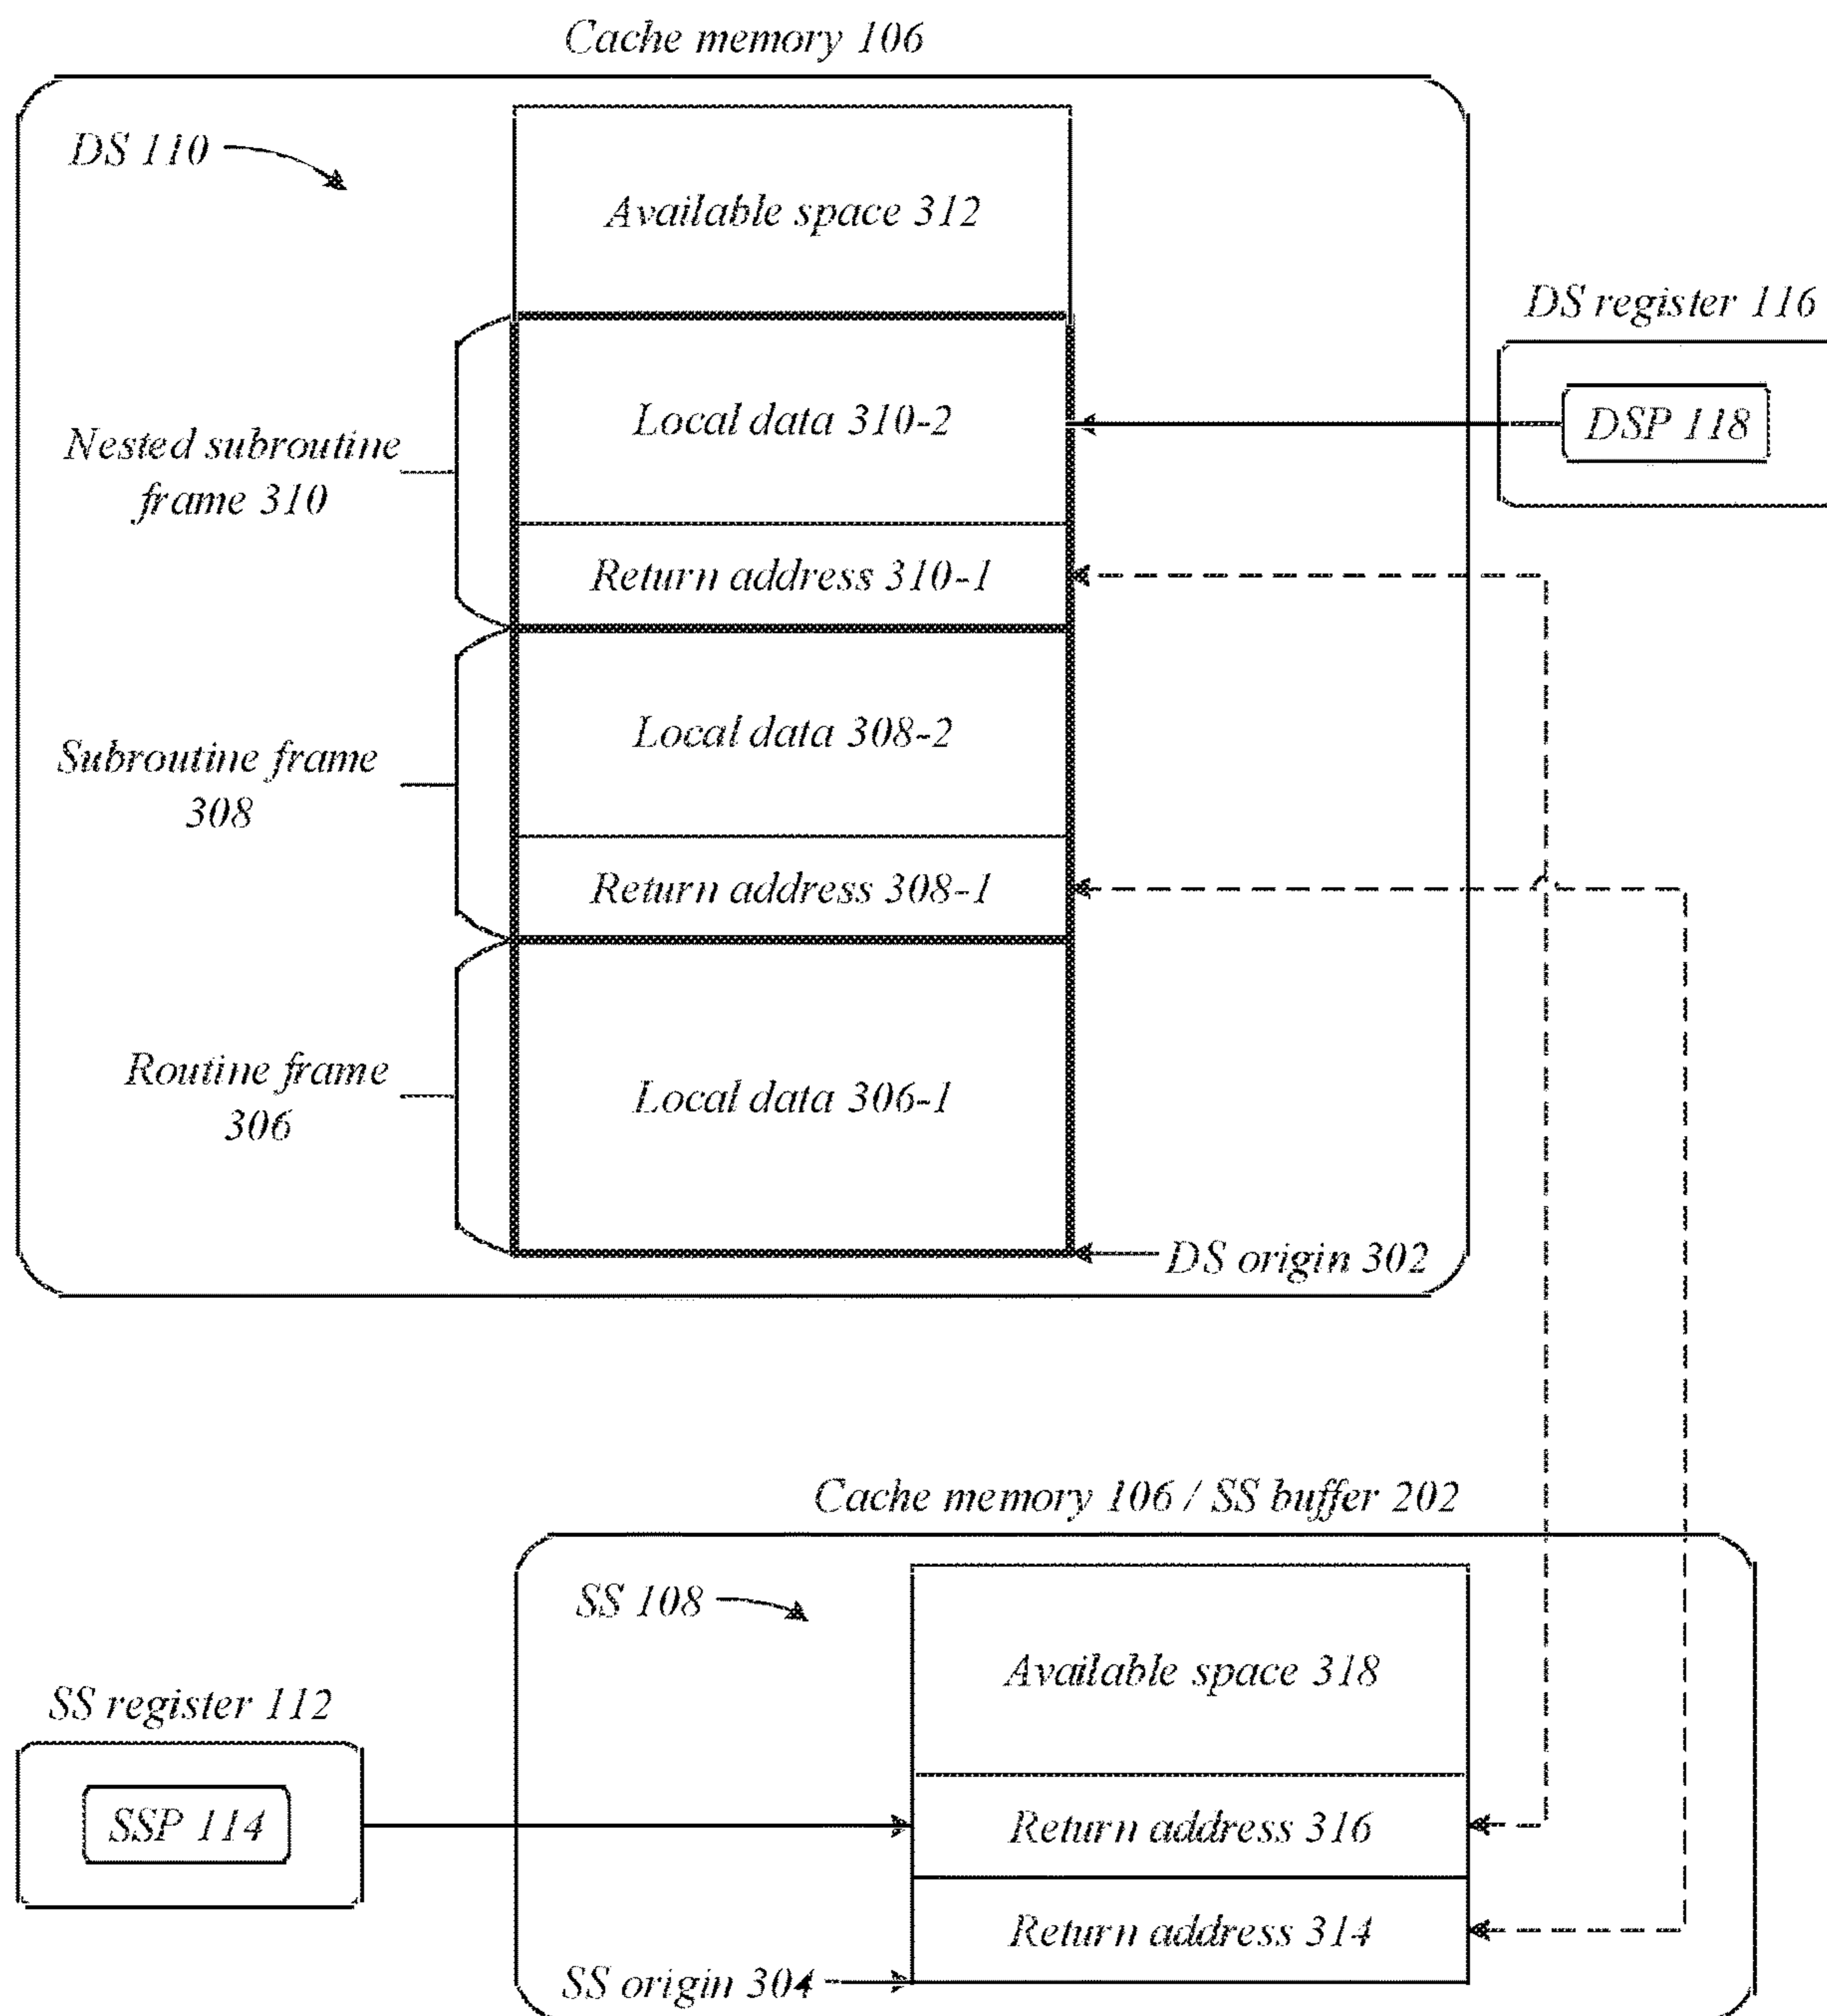 Cache memory 106
DS 110
Available space 312
DS register 116
Local data 310-2
DSP 118
Nested subroutine
frame 310
Return address 310-1
Local data 308-2
Subroutine frame
308
Return address 308-1
Routine frame
306
Local data 306-1
DS origin 302
Cache memory 106 / SS buffer 202
SS 108
Available space 318
SS register 112
SSP 114
Return address 316
Return address 314
SS origin 304